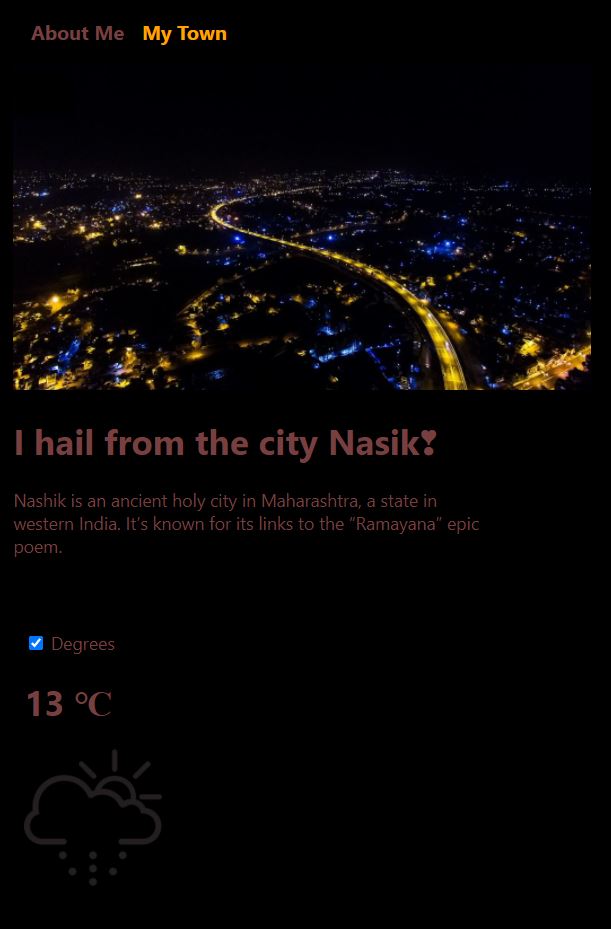 About Me My Town
I hail from the city Nasik❣
Nashik is an ancient holy city in Maharashtra, a state in
western India. It’s known for its links to the “Ramayana” epic
poem.
Degrees
13 ℃